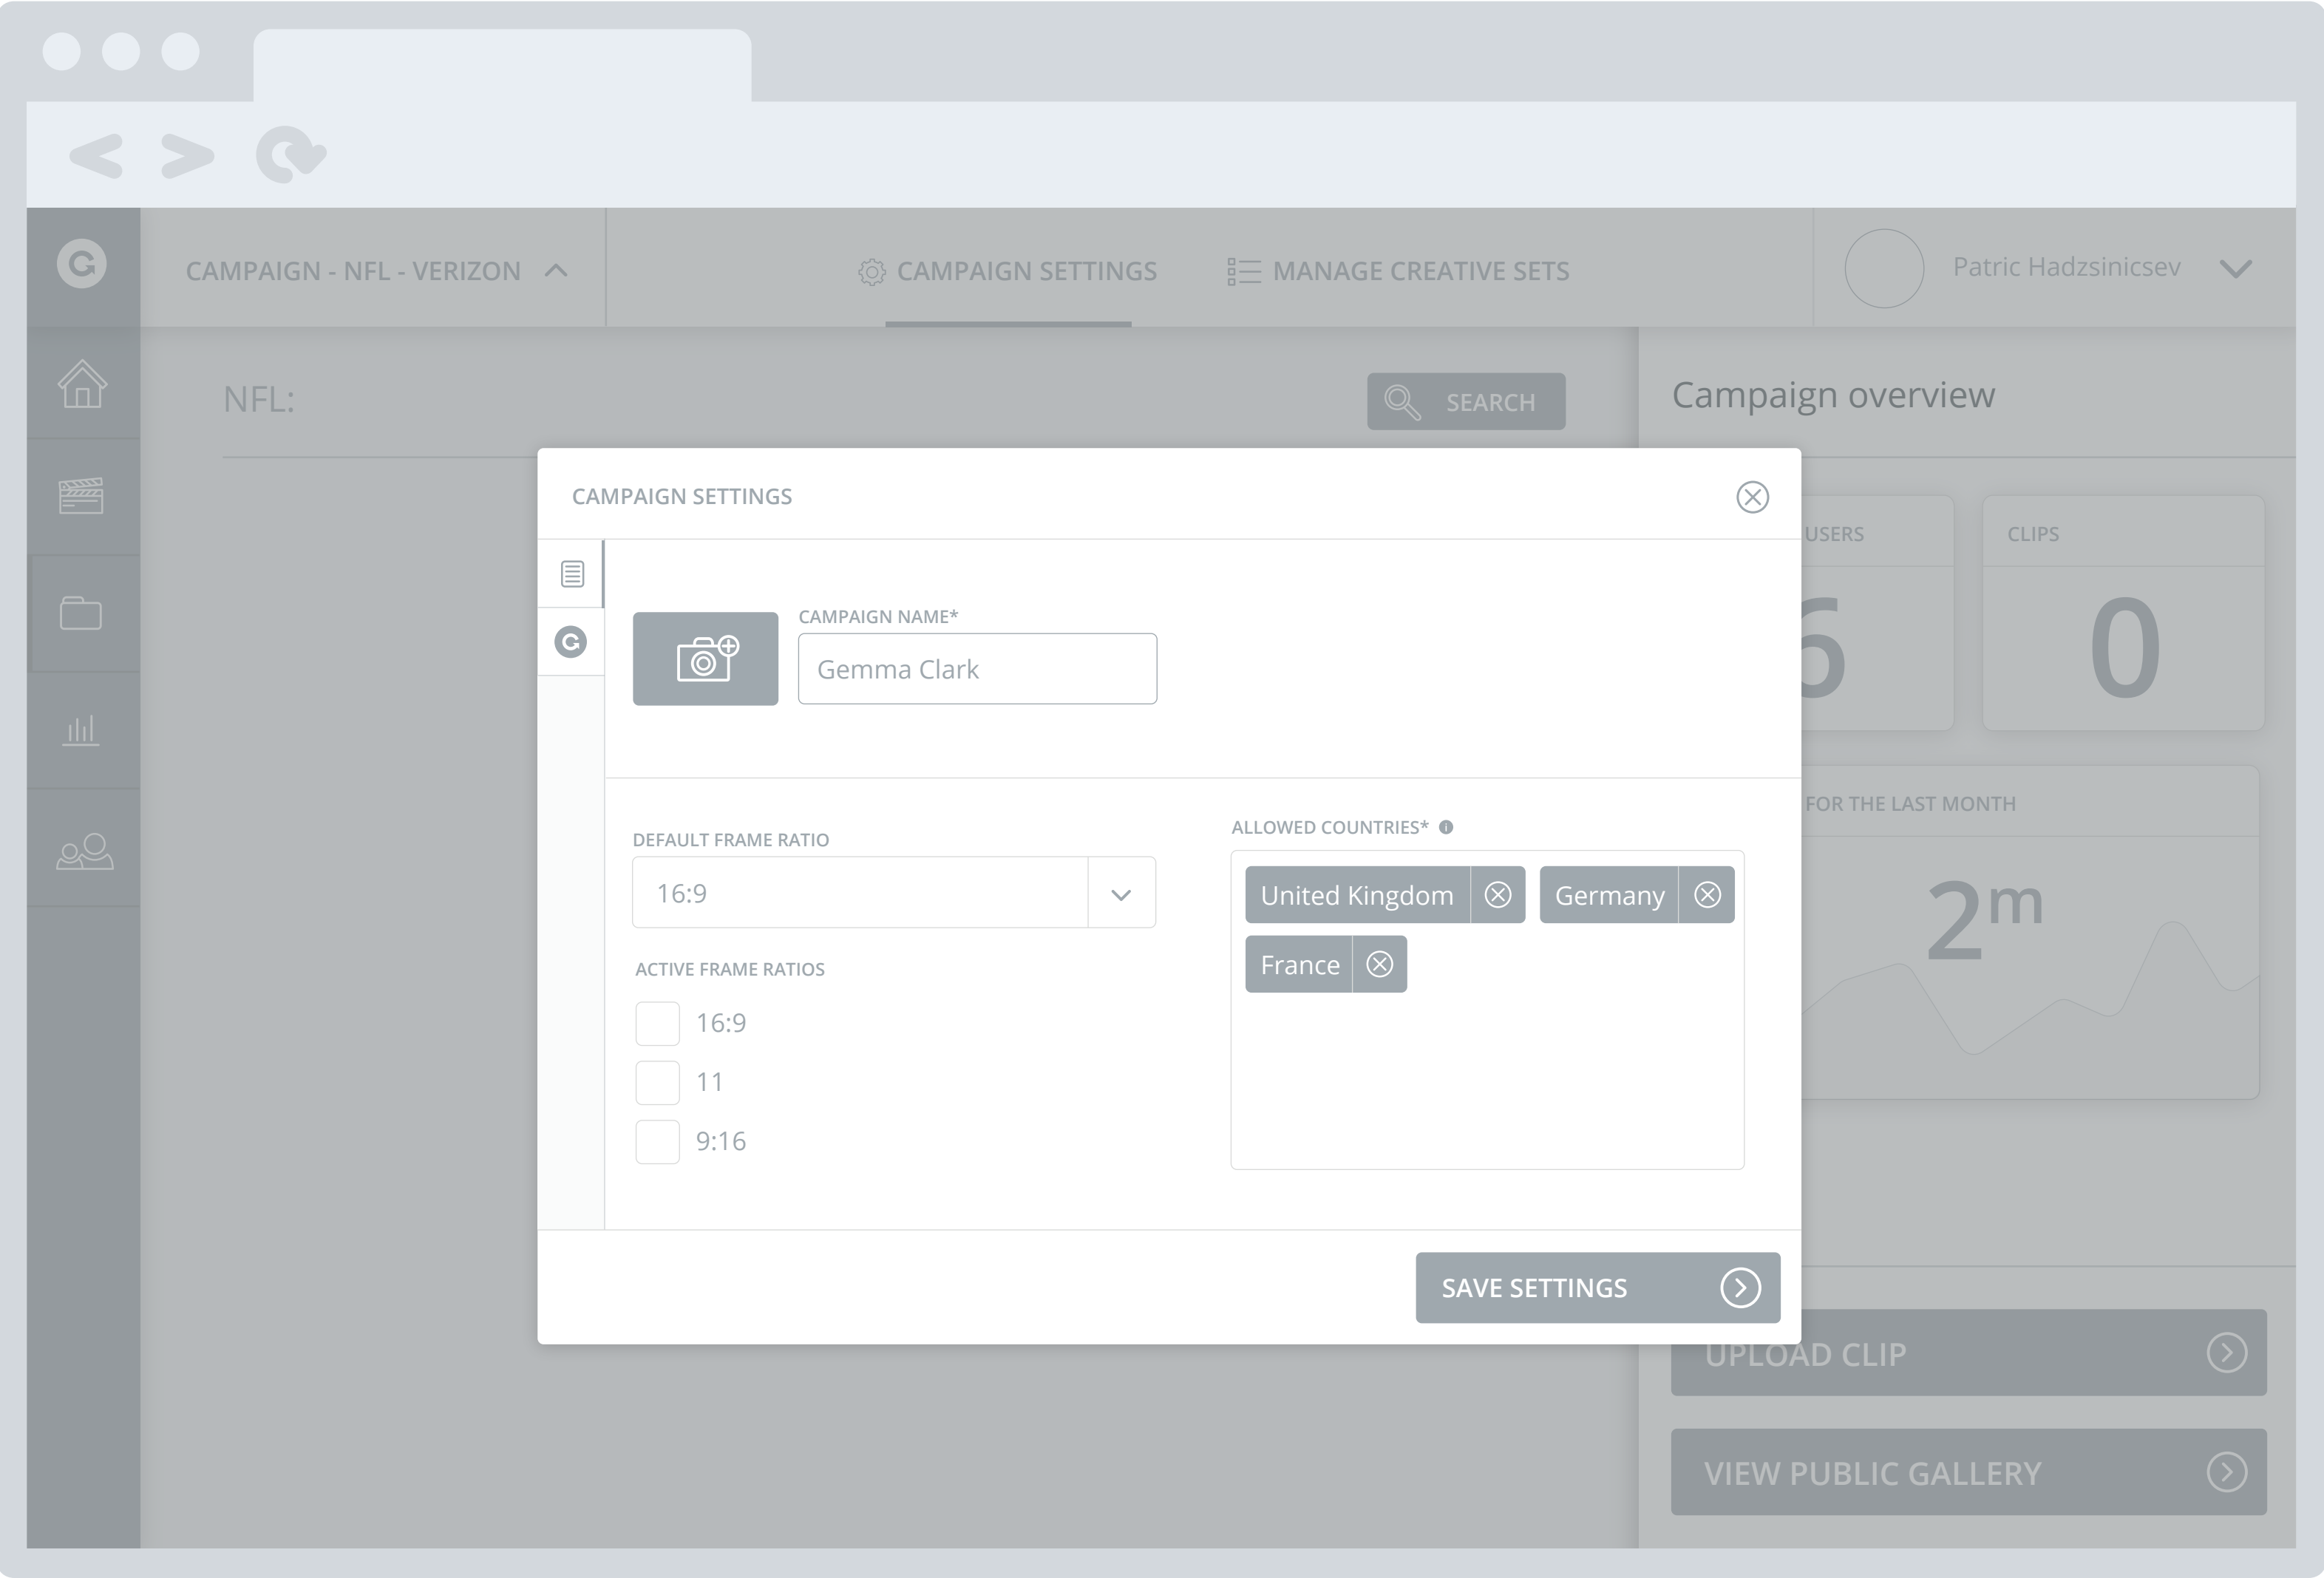 CAMPAIGN - NFL - VERIZON
CAMPAIGN SETTINGS
MANAGE CREATIVE SETS
Patric Hadzsinicsev
NFL:
SEARCH
Campaign overview
CAMPAIGN SETTINGS
USERS
CLIPS
6
0
CAMPAIGN NAME*
Gemma Clark
FOR THE LAST MONTH
2m
DEFAULT FRAME RATIO
16:9
ALLOWED COUNTRIES*
United Kingdom
Germany
France
ACTIVE FRAME RATIOS
16:9
11
9:16
SAVE SETTINGS
UPLOAD CLIP
VIEW PUBLIC GALLERY